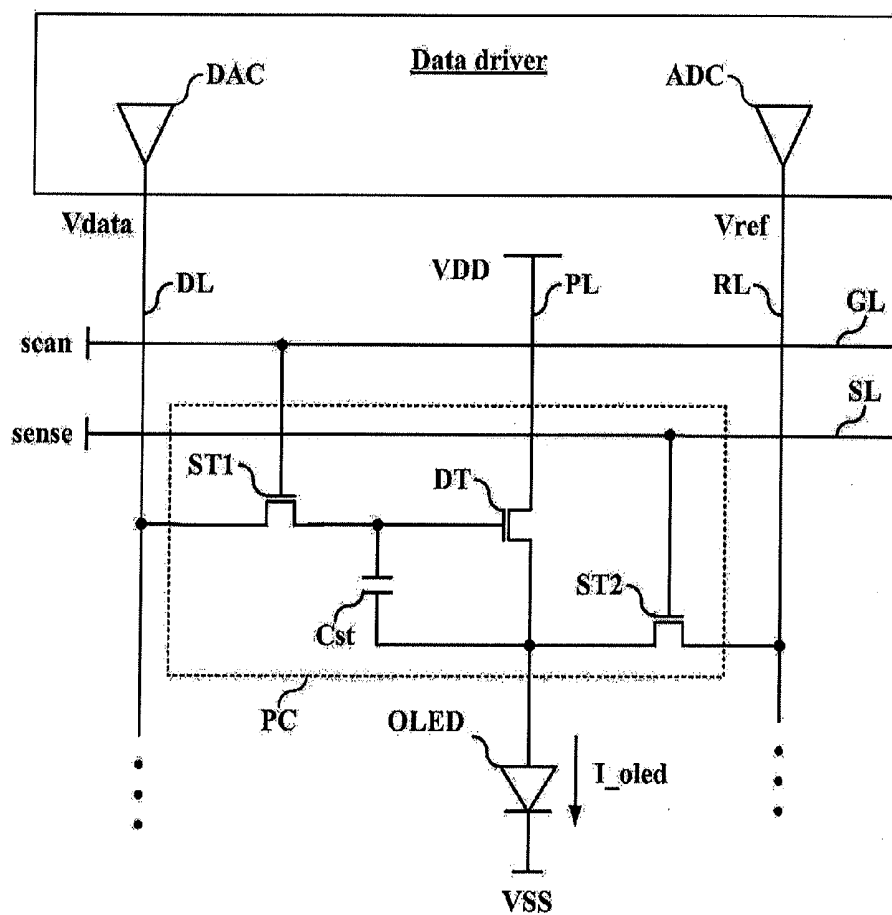 Data driver
DAC
ADC
Vdata
Vref
VDD
DL
PL
RL
GL
scan
SL
sense
ST1
DT
ST2
Cst
PC
OLED
I_oled
VSS